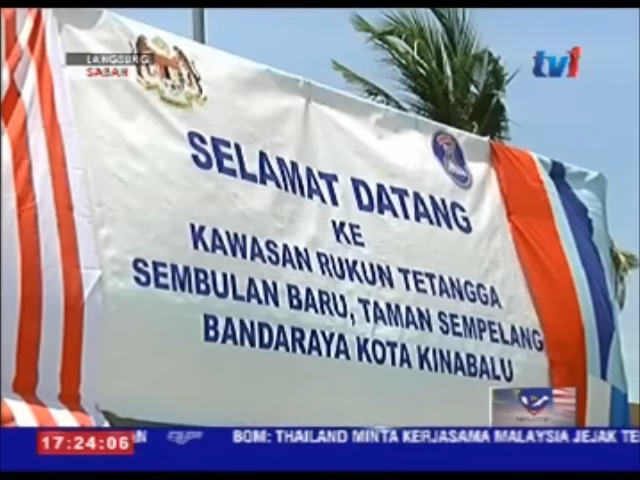 LANGSUNG
SABAH
tv1
SELAMAT DATANG
KE
KAWASAN RUKUN TETANGGA
SEMBULAN BARU, TAMAN SEMPELANG
BANDARAYA KOTA KINABALU
17:24:06
BOM: THAILAND MINTA KERJASAMA MALAYSIA JEJAK TE